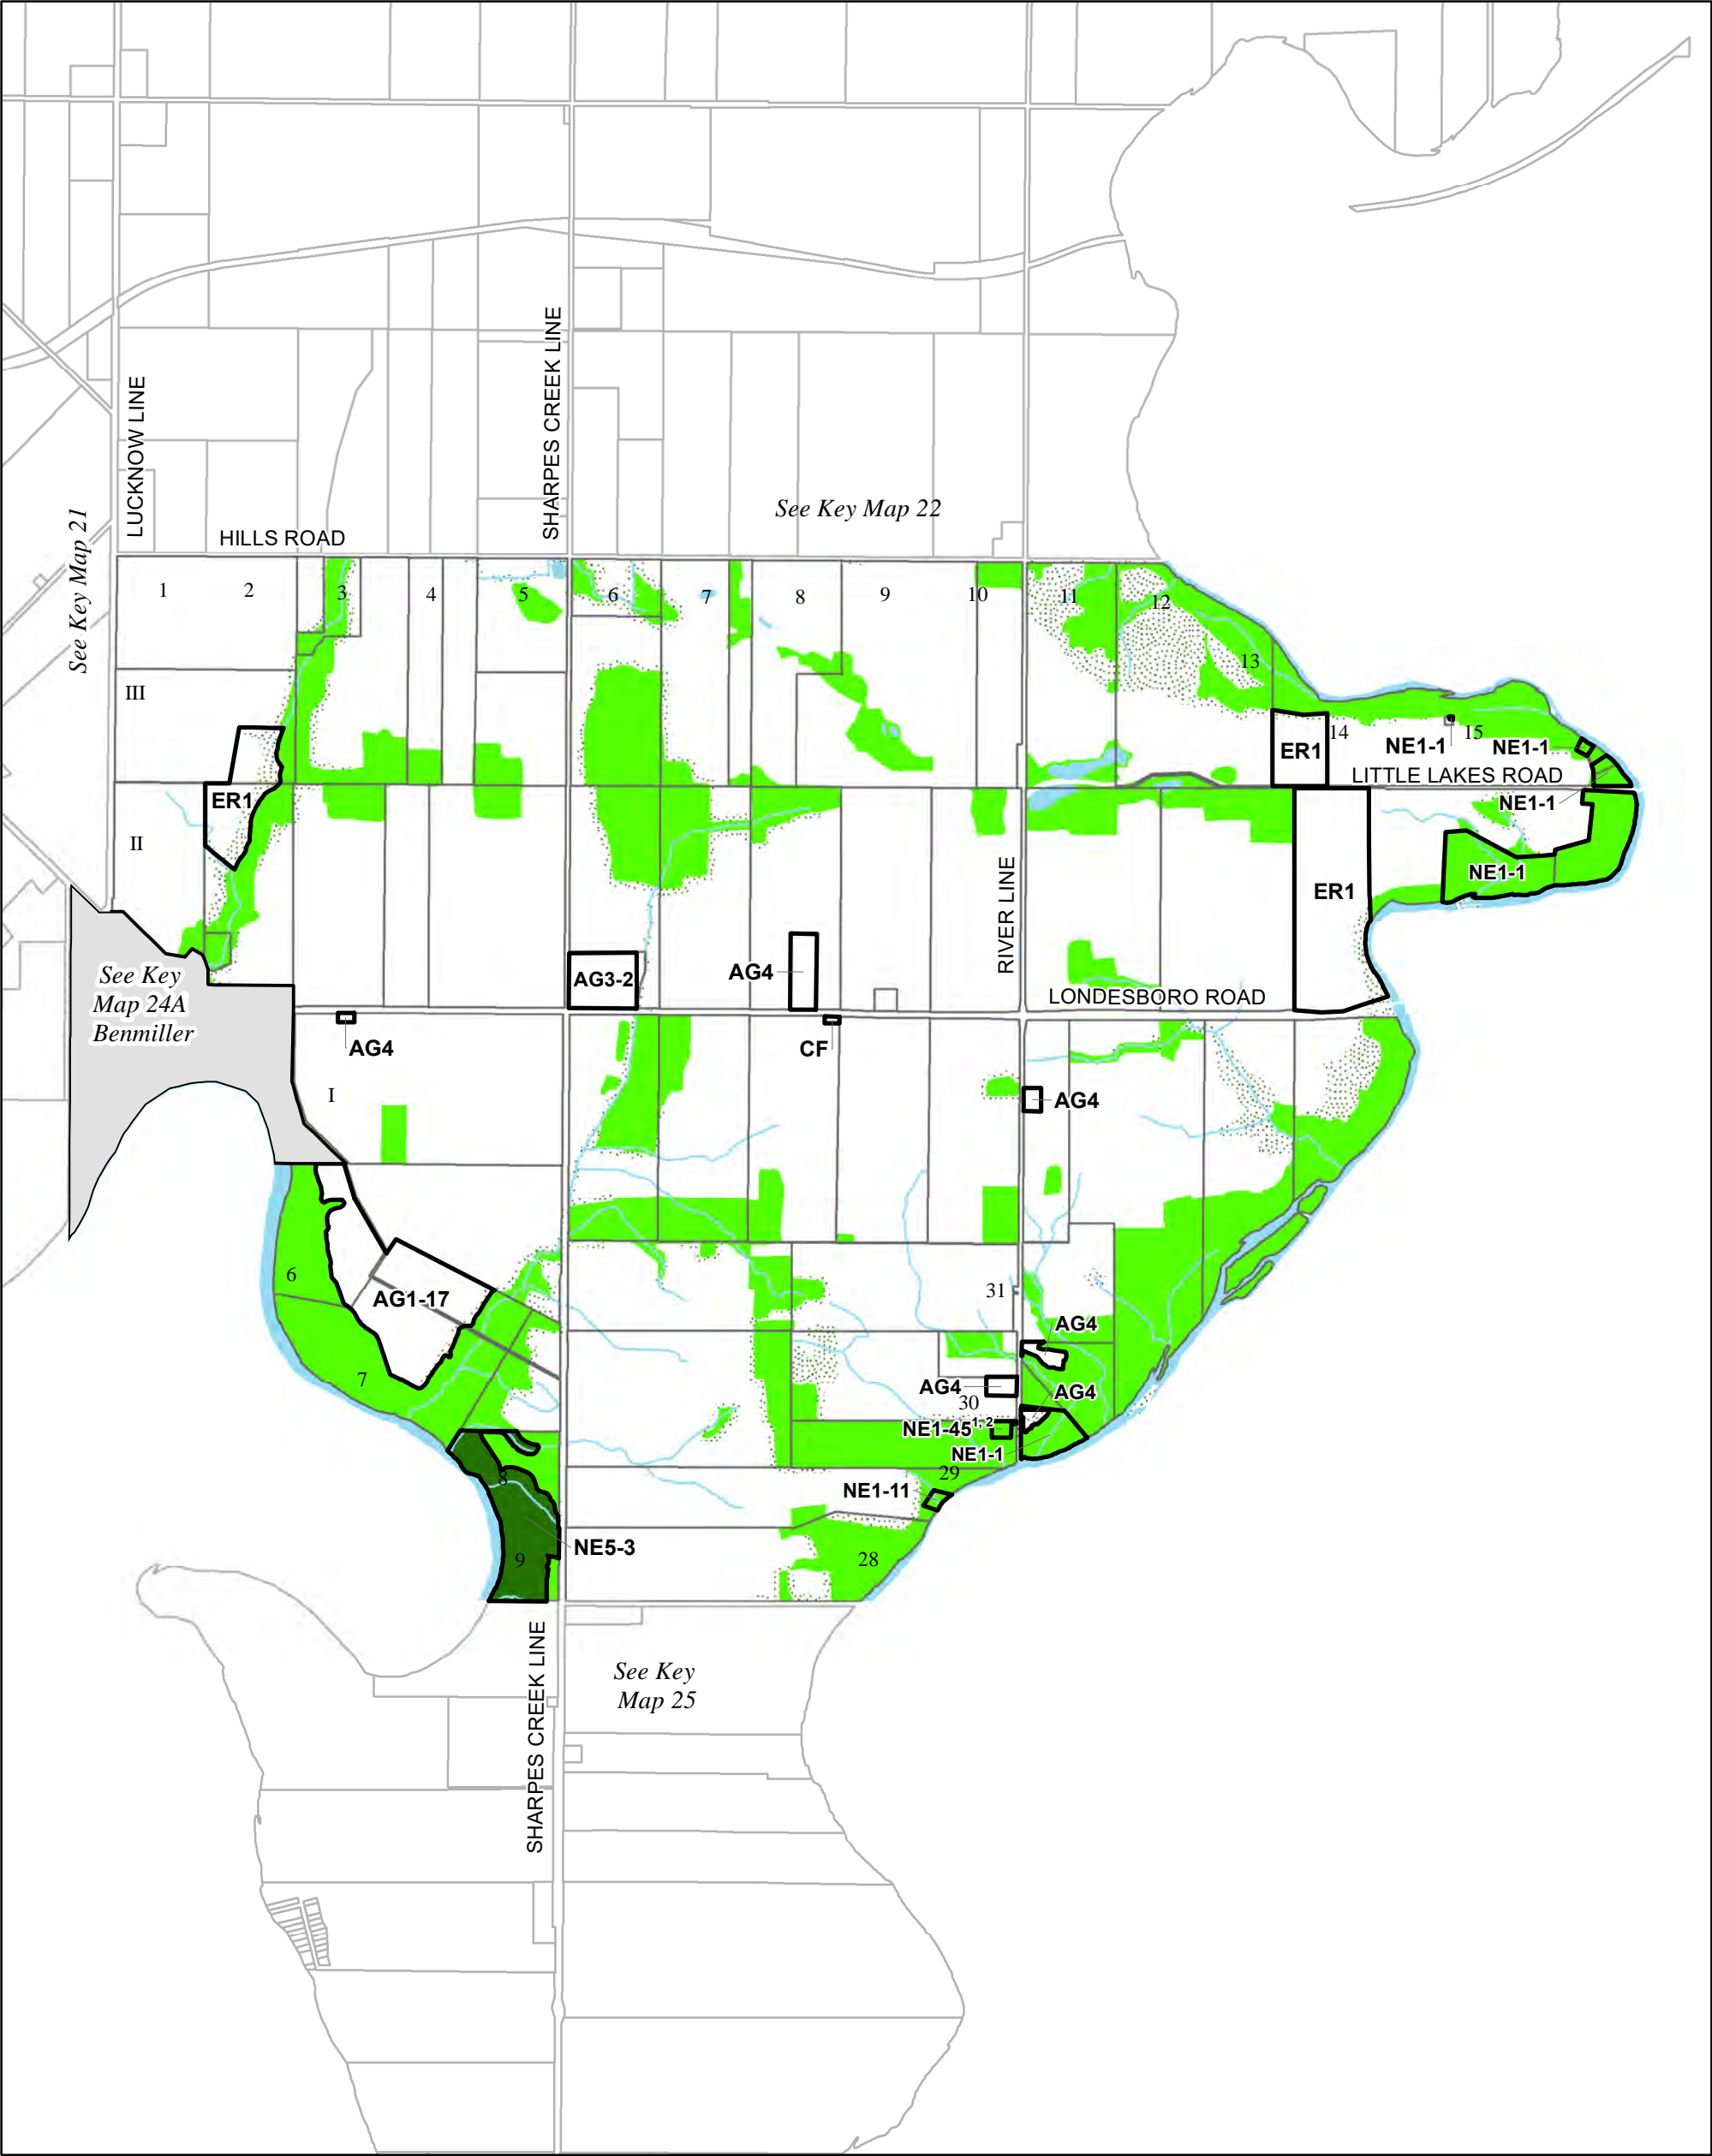 LUCKNOW LINE
SHARPES CREEK LINE
See Key Map 21
See Key Map 22
HILLS ROAD
1
2
3
4
5
6
7
8
9
10
11
12
13
III
ER1
14
NE1-1
15
NE1-1
LITTLE LAKES ROAD
NE1-1
ER1
II
RIVER LINE
ER1
NE1-1
See Key
Map 24A
Benmiller
AG3-2
AG4
LONDESBORO ROAD
AG4
CF
I
AG4
6
31
AG1-17
AG4
7
AG4
AG4
30
NE1-451, 2
NE1-1
8
29
NE1-11
NE5-3
9
28
SHARPES CREEK LINE
See Key
Map 25